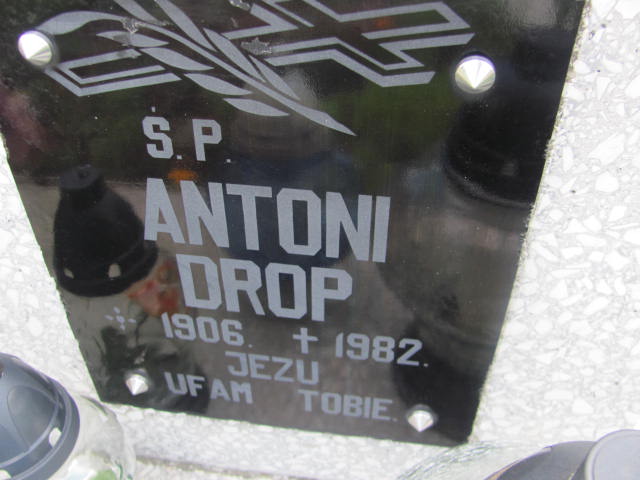 Ś.P.
ANTONI
DROP
1906. † 1982.
JEZU
UFAM TOBIE.